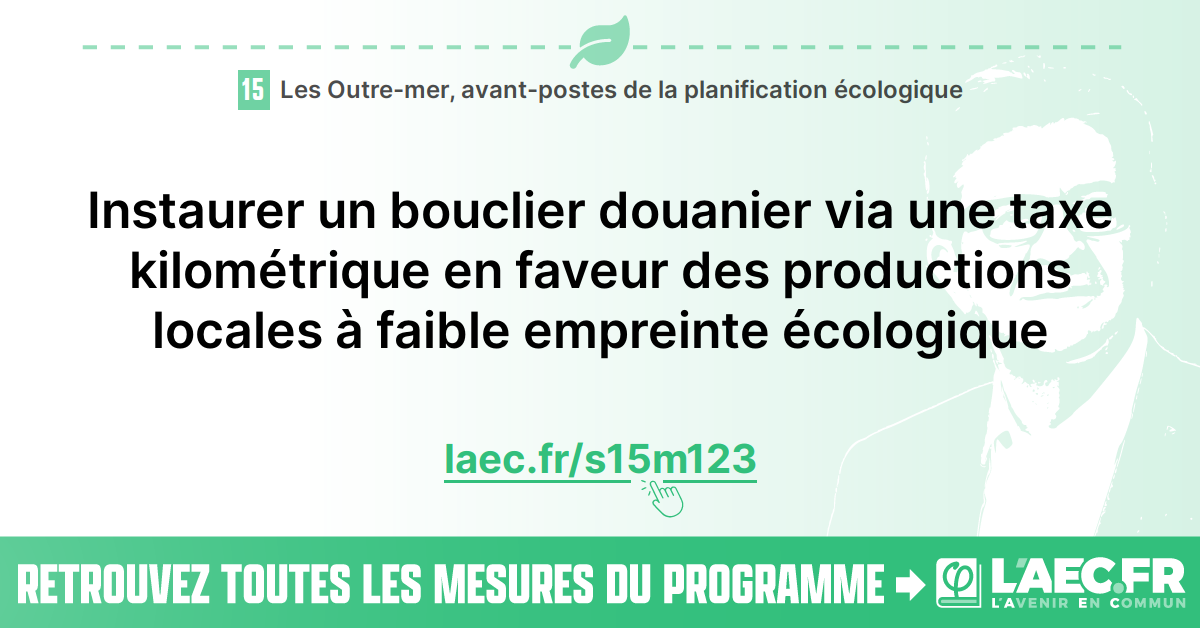 15 Les Outre-mer, avant-postes de la planification écologique
Instaurer un bouclier douanier via une taxe
kilométrique en faveur des productions
locales à faible empreinte écologique
laec.fr/s15m123
RETROUVEZ TOUTES LES MESURES DU PROGRAMME
L'AEC.FR
L'AVENIR EN COMMUN